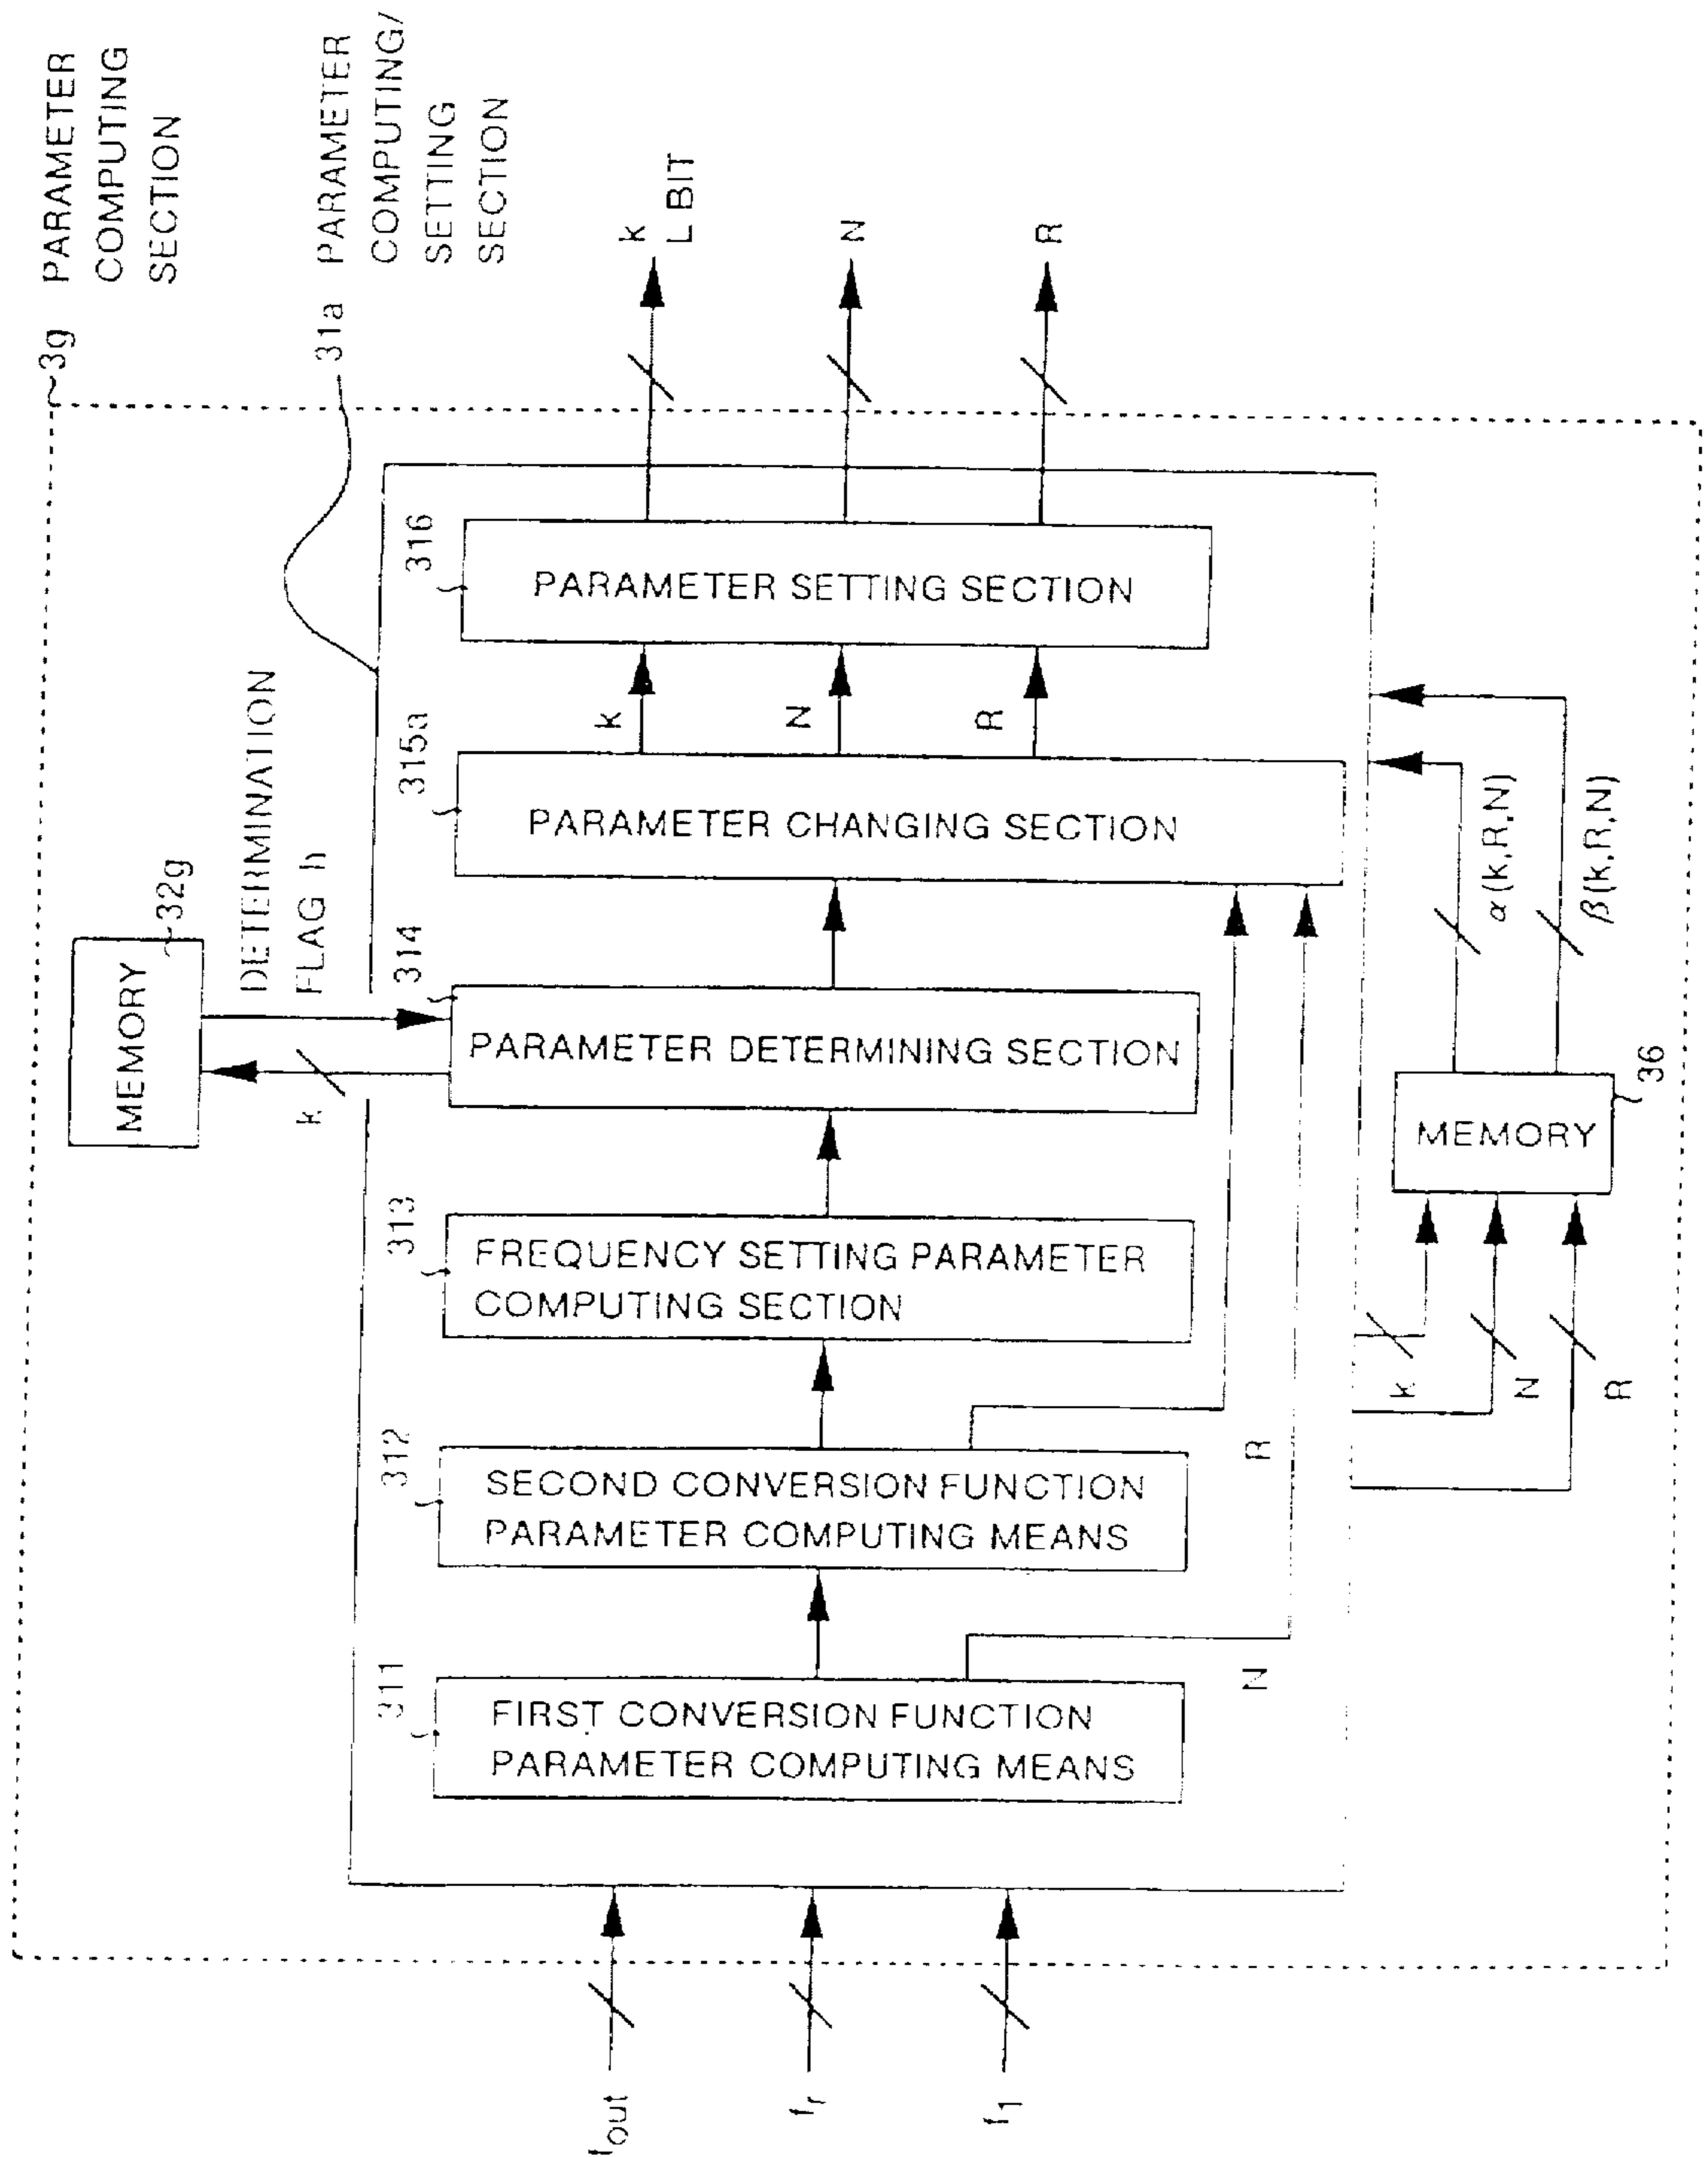 3g PARAMETER
COMPUTING
SECTION
31a PARAMETER
COMPUTING/
SETTING
SECTION
MEMORY
32g
DETERMINATION
FLAG h
k
fout
fr
f1
311
FIRST CONVERSION FUNCTION
PARAMETER COMPUTING MEANS
N
312
SECOND CONVERSION FUNCTION
PARAMETER COMPUTING MEANS
R
313
FREQUENCY SETTING PARAMETER
COMPUTING SECTION
314
PARAMETER DETERMINING SECTION
315a
PARAMETER CHANGING SECTION
k
N
R
316
PARAMETER SETTING SECTION
k
L BIT
N
R
k
N
R
MEMORY
36
α(k,R,N)
β(k,R,N)